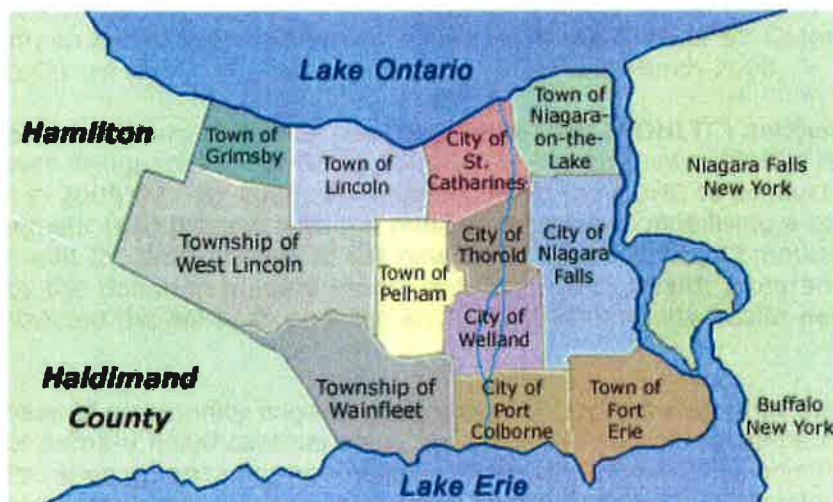 Lake Ontario
Hamliton
Town of
Grimsby
Town of
Lincoln
City of
St.
Catharines
Town of
Niagara-
on-the-
Lake
Niagara Falls
New York
Township of
West Lincoln
Town of
Pelham
City of
Thorold
City of
Niagara
Falls
City of
Welland
Haldimand
County
Township of
Wainfleet
City of
Port
Colborne
Town of
Fort
Erie
Buffalo
New York
Lake Erie